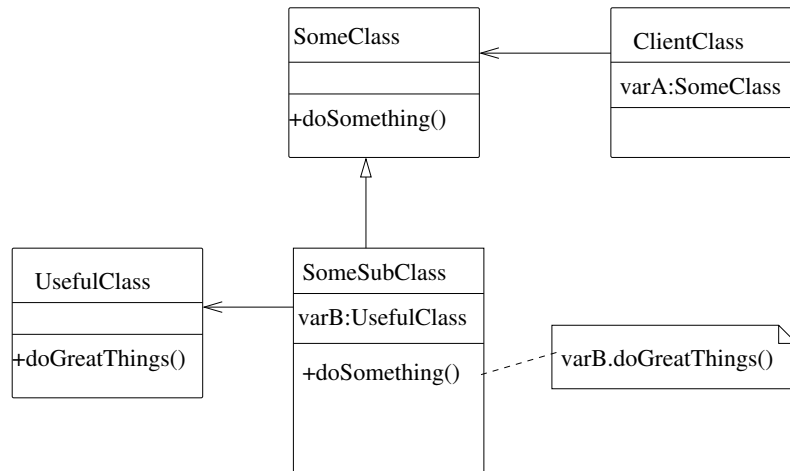 SomeClass
+doSomething()
ClientClass
varA:SomeClass
UsefulClass
+doGreatThings()
SomeSubClass
varB:UsefulClass
+doSomething()
varB.doGreatThings()